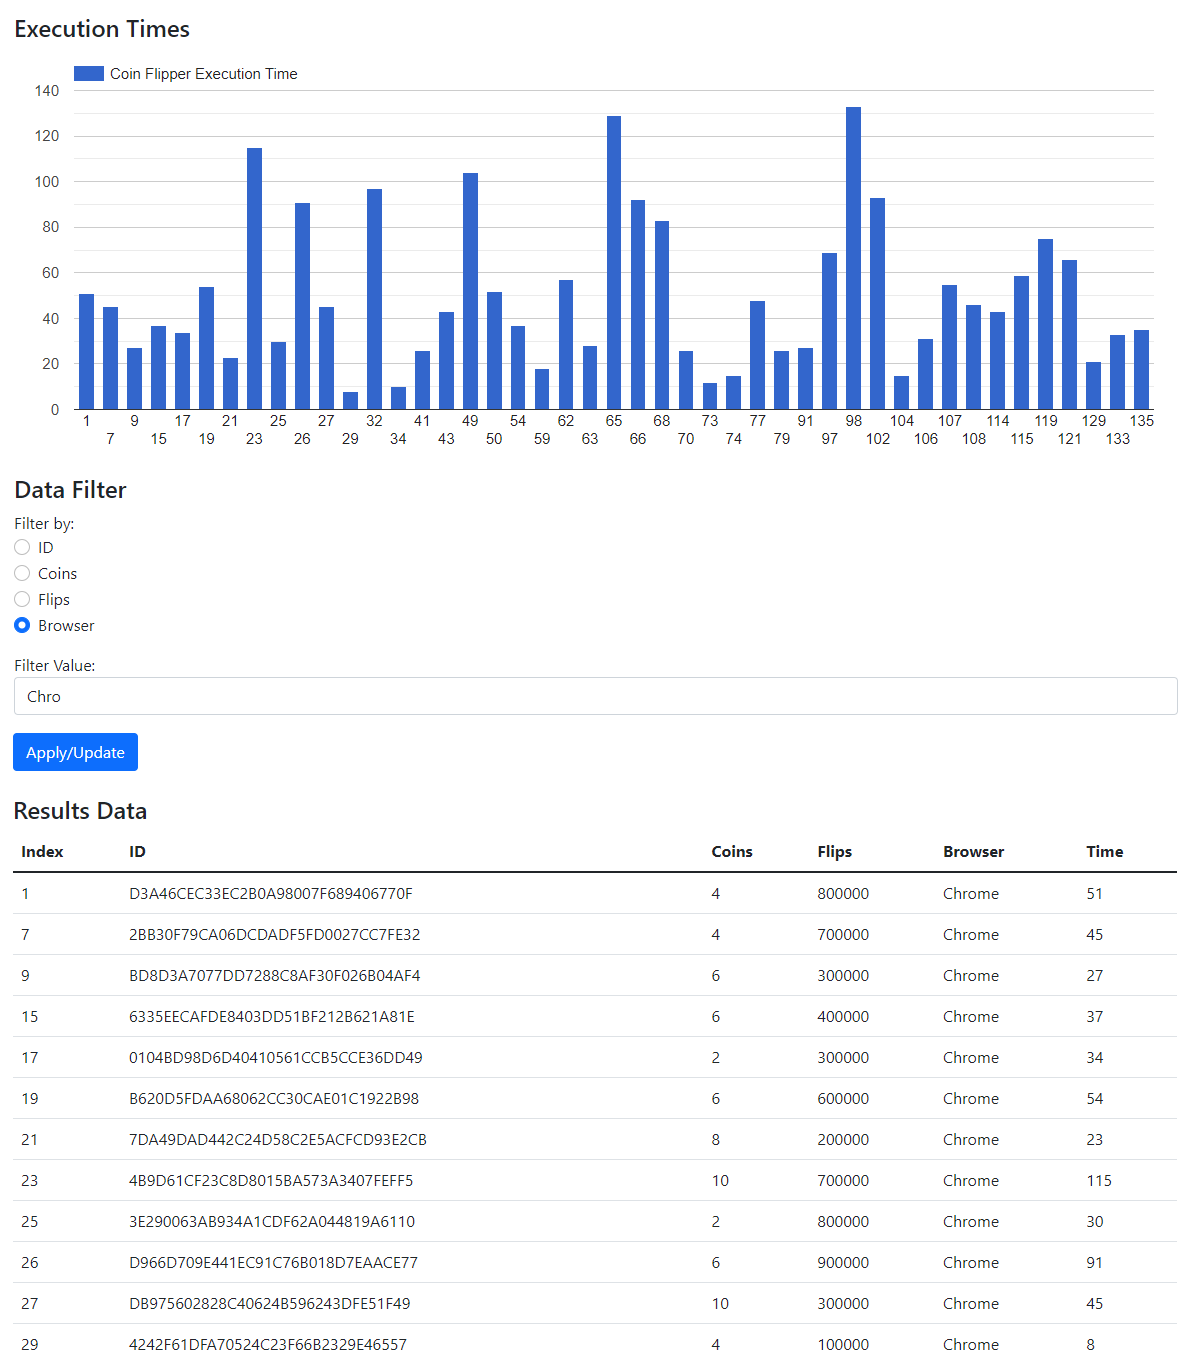 Execution Times
Coin Flipper Execution Time
140
120
100
80
60
40
20
0
1 9 17 21 25 27 32 41 49 54 62 65 68 73 77 91 98 104 107 114 119 129 135
7 15 19 23 26 29 34 43 50 59 63 66 70 74 79 97 102 106 108 115 121 133
Data Filter
Filter by:
ID
Coins
Flips
Browser
Filter Value:
Chro
Apply/Update
Results Data
Index ID Coins Flips Browser Time
1 D3A46CEC33EC2B0A98007F689406770F 4 800000 Chrome 51
7 2BB30F79CA06DCDADF5FD0027CC7FE32 4 700000 Chrome 45
9 BD8D3A7077DD7288C8AF30F026B04AF4 6 300000 Chrome 27
15 6335EECAFDE8403DD51BF212B621A81E 6 400000 Chrome 37
17 0104BD98D6D40410561CCB5CCE36DD49 2 300000 Chrome 34
19 B620D5FDAA68062CC30CAE01C1922B98 6 600000 Chrome 54
21 7DA49DAD442C24D58C2E5ACFCD93E2CB 8 200000 Chrome 23
23 4B9D61CF23C8D8015BA573A3407FEFF5 10 700000 Chrome 115
25 3E290063AB934A1CDF62A044819A6110 2 800000 Chrome 30
26 D966D709E441EC91C76B018D7EAACE77 6 900000 Chrome 91
27 DB975602828C40624B596243DFE51F49 10 300000 Chrome 45
29 4242F61DFA70524C23F66B2329E46557 4 100000 Chrome 8